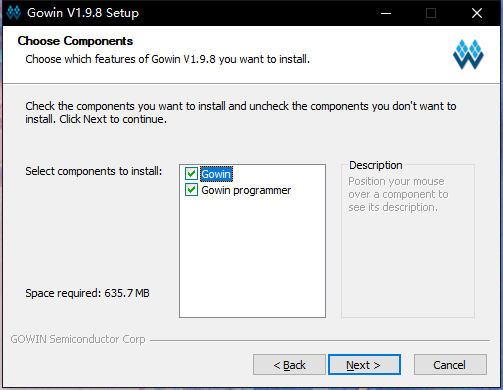 Gowin V1.9.8 Setup
Choose Components
Choose which features of Gowin V1.9.8 you want to install.
Check the components you want to install and uncheck the components you don't want to
install. Click Next to continue.
Select components to install:
Gowin
Gowin programmer
Description
Position your mouse
over a component to
see its description.
Space required: 635.7 MB
GOWIN Semiconductor Corp
< Back
Next >
Cancel